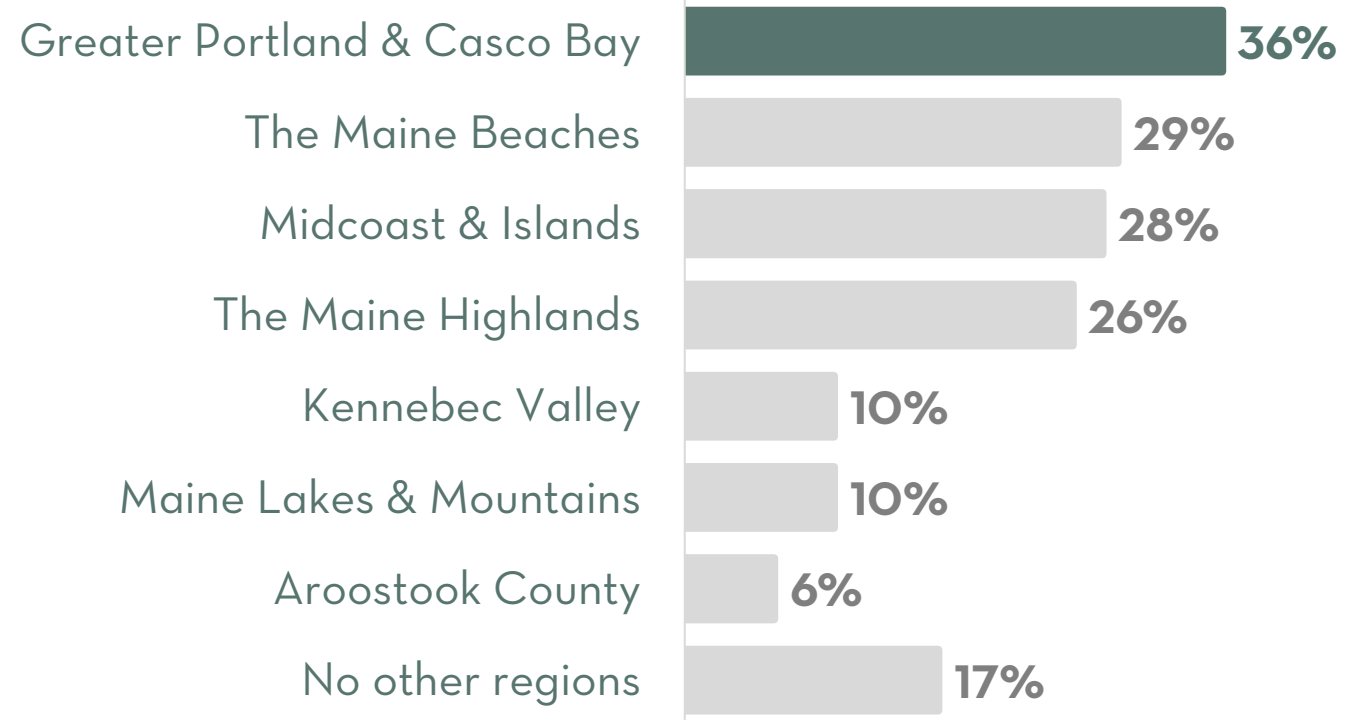 Greater Portland & Casco Bay 36%
The Maine Beaches 29%
Midcoast & Islands 28%
The Maine Highlands 26%
Kennebec Valley 10%
Maine Lakes & Mountains 10%
Aroostook County 6%
No other regions 17%